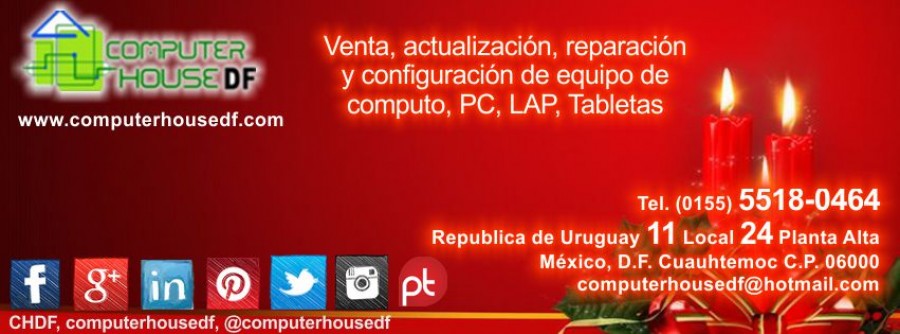 COMPUTER
HOUSE DF
www.computerhousedf.com
Venta, actualización, reparación
y configuración de equipo de
computo, PC, LAP, Tabletas
Tel. (0155) 5518-0464
Republica de Uruguay 11 Local 24 Planta Alta
México, D.F. Cuauhtemoc C.P. 06000
computerhousedf@hotmail.com
f g+ in p pt
CHDF, computerhousedf, @computerhousedf